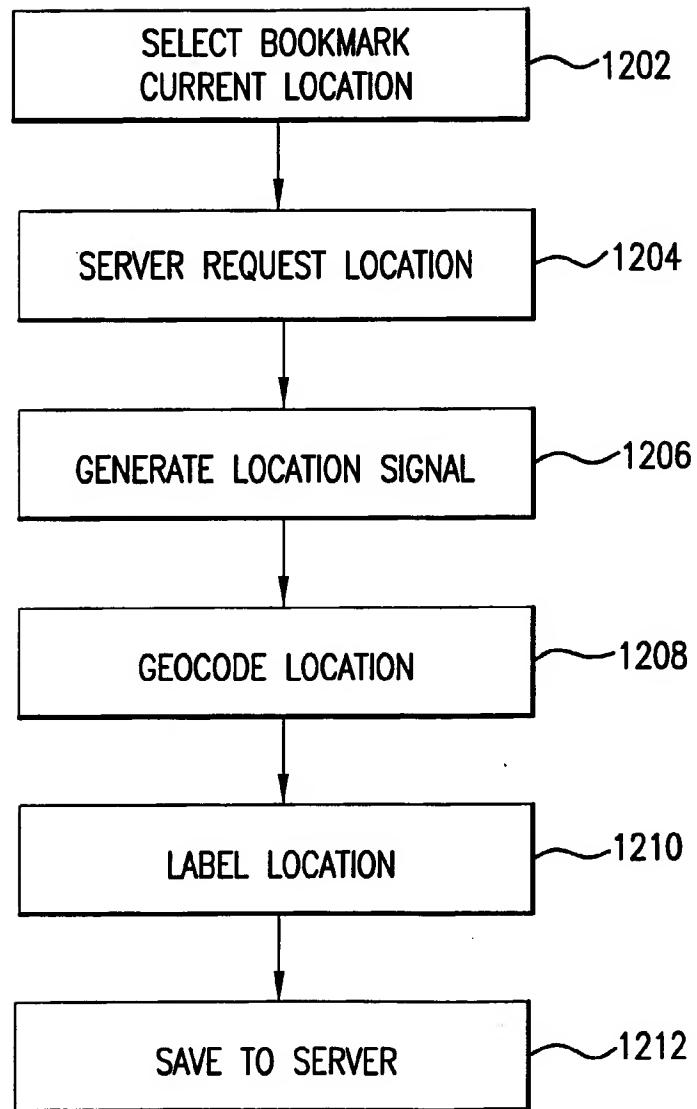 SELECT BOOKMARK
CURRENT LOCATION
1202
SERVER REQUEST LOCATION
1204
GENERATE LOCATION SIGNAL
1206
GEOCODE LOCATION
1208
LABEL LOCATION
1210
SAVE TO SERVER
1212